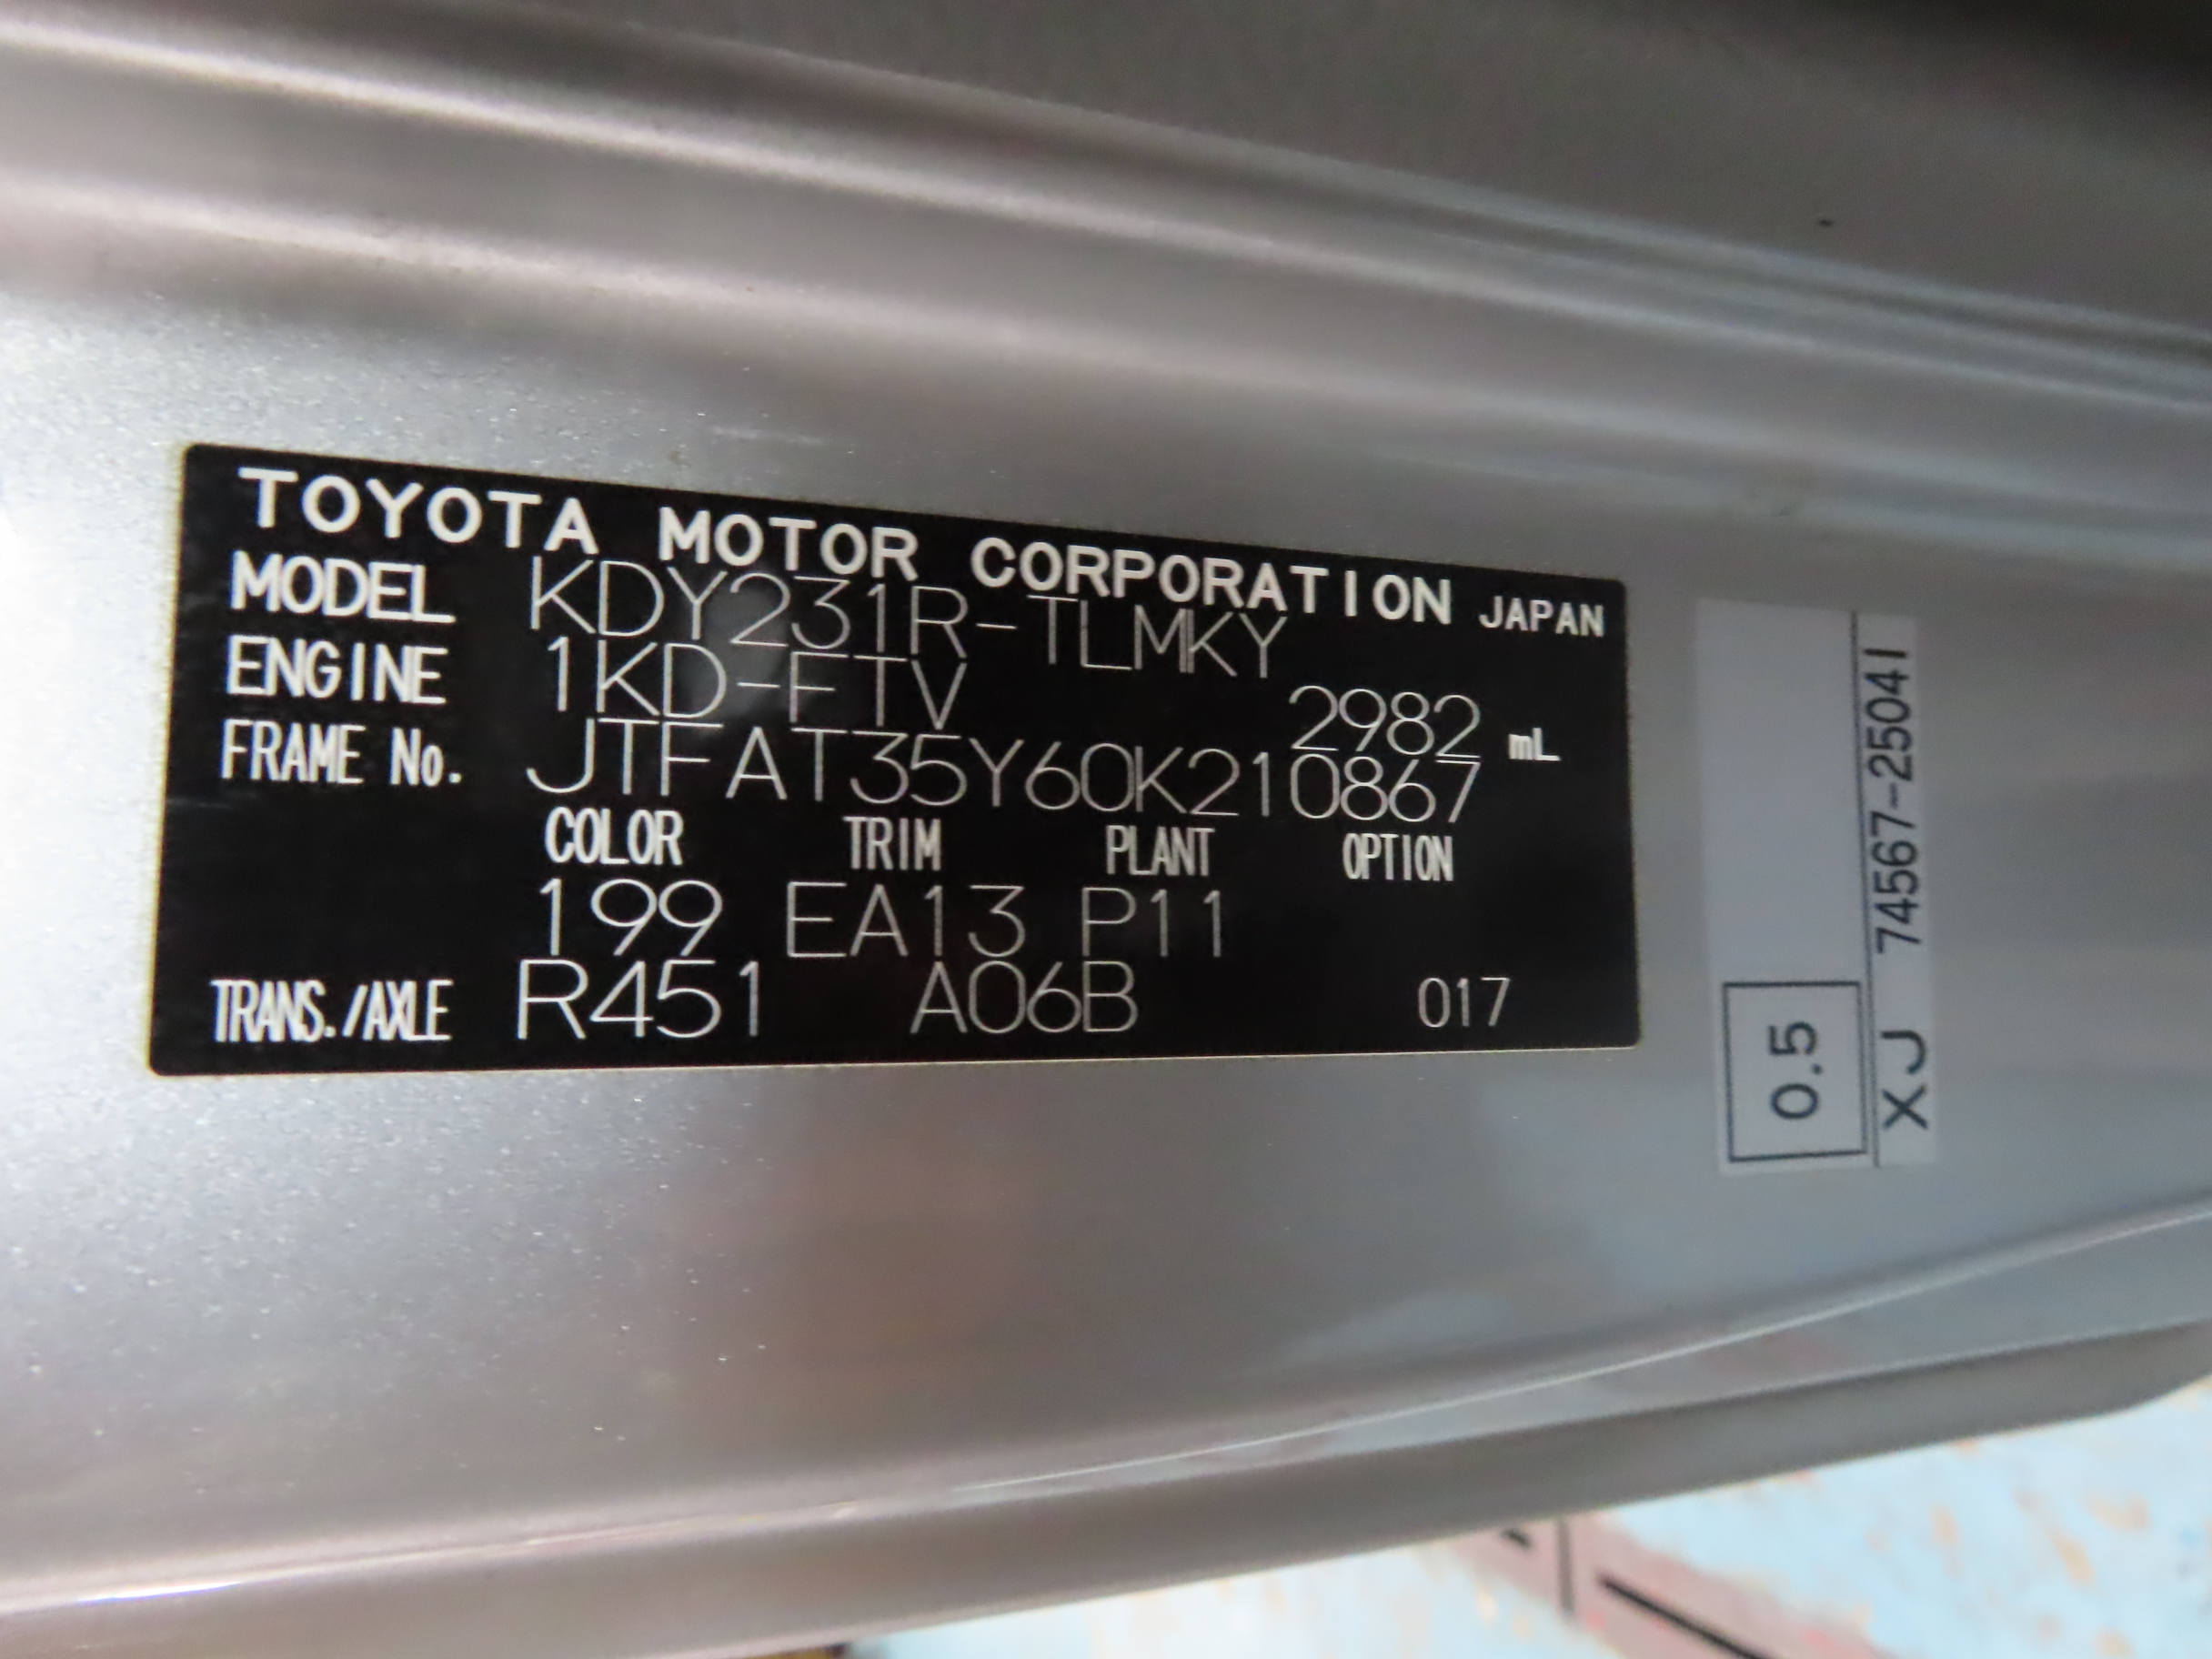 TOYOTA MOTOR CORPORATION JAPAN
MODEL KDY231R-TLMKY
ENGINE 1KD-FTV 2982 mL
FRAME No. JTFAT35Y60K210867
COLOR TRIM PLANT OPTION
199 EA13 P11
TRANS./AXLE R451 A06B 017
0.5
XJ 74567-25041